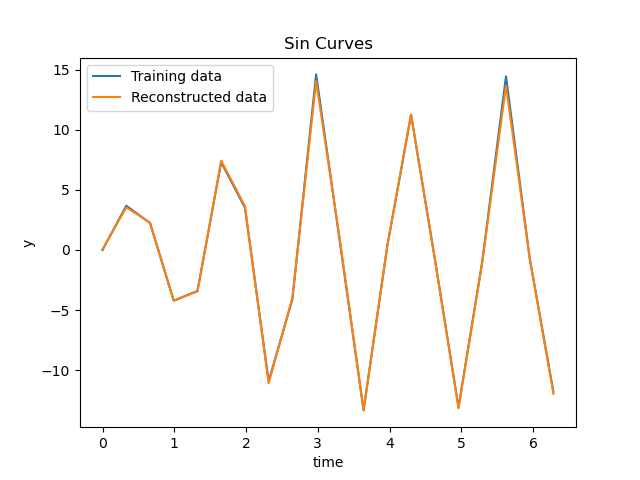 Sin Curves
Training data
Reconstructed data
15
10
5
0
−5
−10
y
0 1 2 3 4 5 6
time